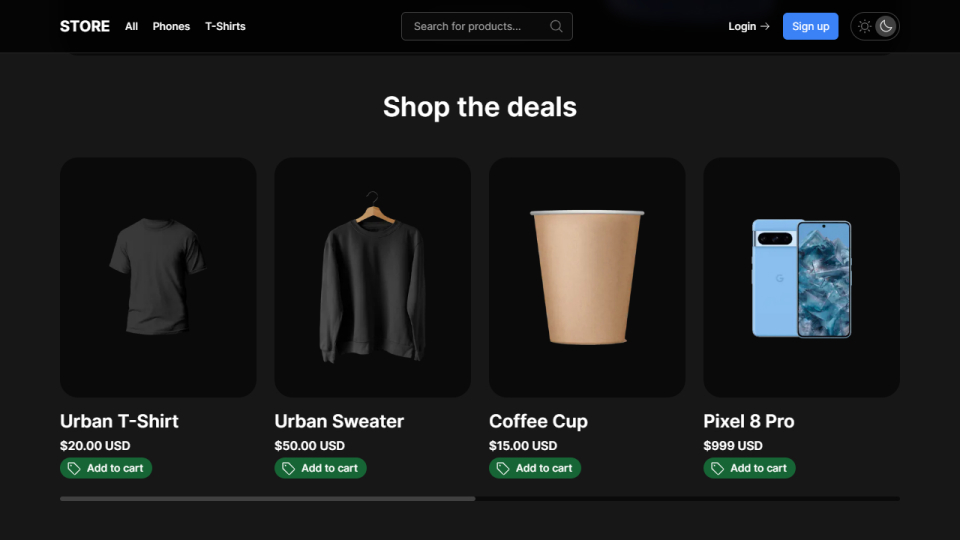 STORE All Phones T-Shirts Search for products... Login → Sign up
Shop the deals
Urban T-Shirt Urban Sweater Coffee Cup Pixel 8 Pro
$20.00 USD $50.00 USD $15.00 USD $999 USD
Add to cart Add to cart Add to cart Add to cart